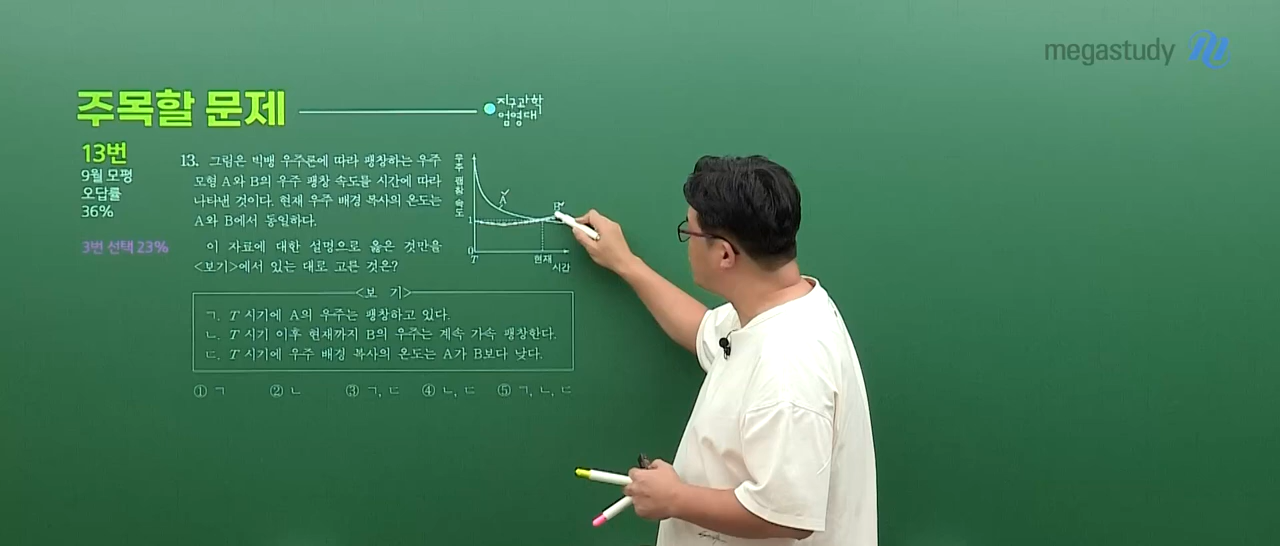 megastudy
주목할 문제
지구과학
엄영대
13번
9월 모평
오답률
36%
3번 선택 23%
13. 그림은 빅뱅 우주론에 따라 팽창하는 우주
모형 A와 B의 우주 팽창 속도를 시간에 따라
나타낸 것이다. 현재 우주 배경 복사의 온도는
A와 B에서 동일하다.
이 자료에 대한 설명으로 옳은 것만을
<보기>에서 있는 대로 고른 것은?
우주 팽창 속도
A
B
1
0
T
현재
시간
<보 기>
ㄱ. T 시기에 A의 우주는 팽창하고 있다.
ㄴ. T 시기 이후 현재까지 B의 우주는 계속 가속 팽창한다.
ㄷ. T 시기에 우주 배경 복사의 온도는 A가 B보다 낮다.
① ㄱ ② ㄴ ③ ㄱ, ㄷ ④ ㄴ, ㄷ ⑤ ㄱ, ㄴ, ㄷ